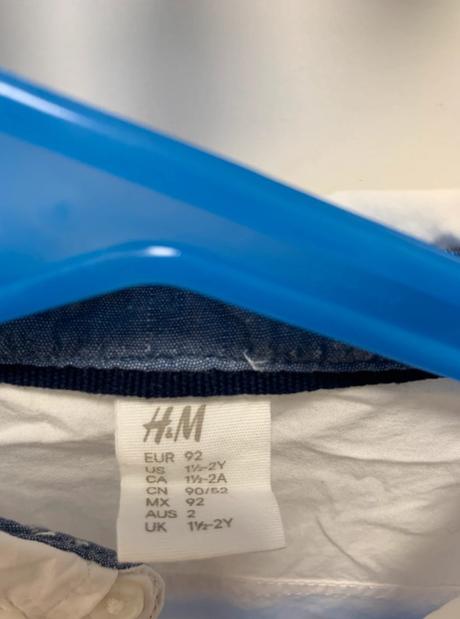 H&M
EUR 92
US 1½-2Y
CA 1½-2A
CN 90/52
MX 92
AUS 2
UK 1½-2Y